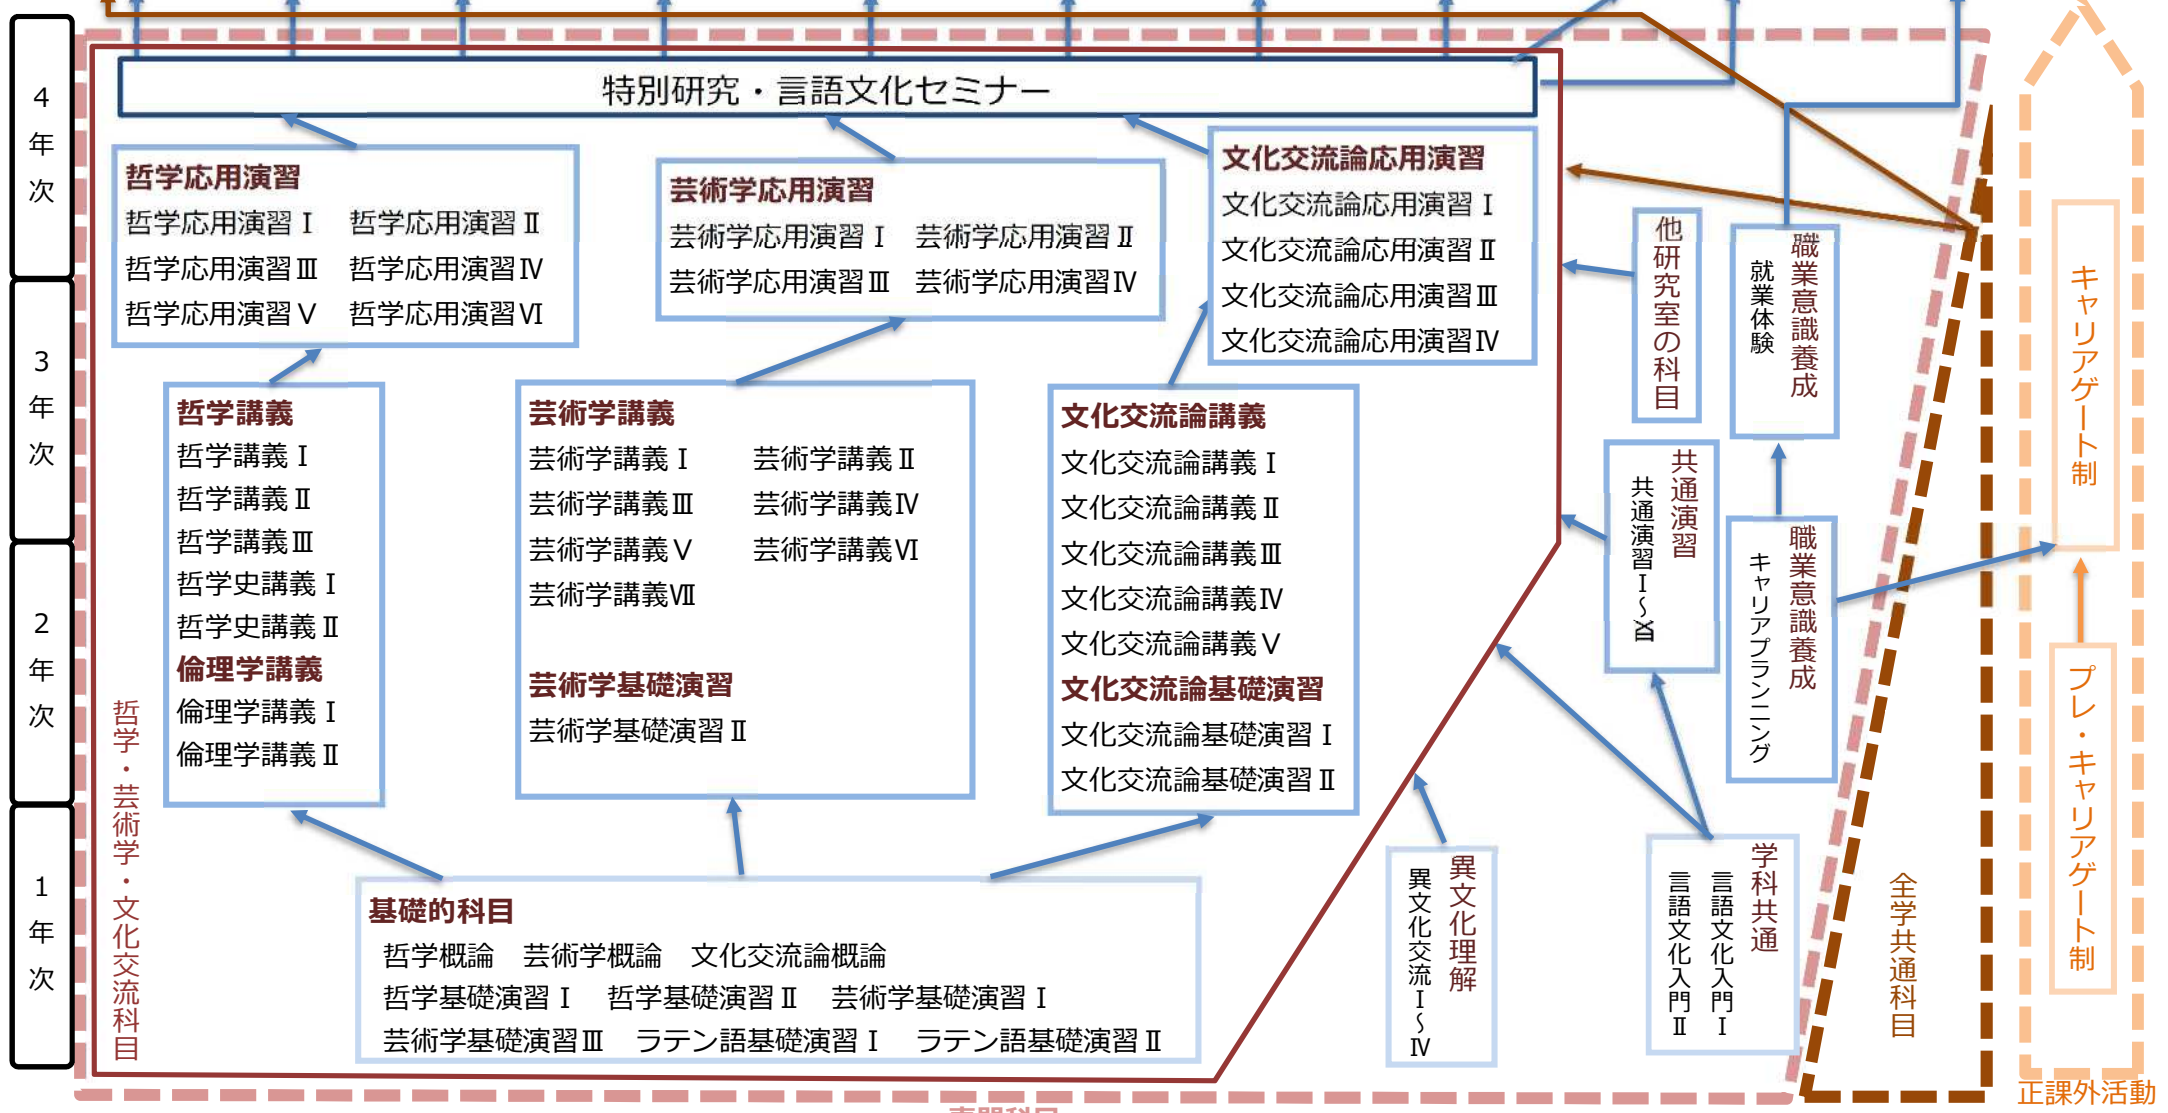 4年次
3年次
2年次
1年次
特別研究・言語文化セミナー
哲学応用演習
哲学応用演習Ⅰ　哲学応用演習Ⅱ
哲学応用演習Ⅲ　哲学応用演習Ⅳ
哲学応用演習Ⅴ　哲学応用演習Ⅵ
芸術学応用演習
芸術学応用演習Ⅰ　芸術学応用演習Ⅱ
芸術学応用演習Ⅲ　芸術学応用演習Ⅳ
文化交流論応用演習
文化交流論応用演習Ⅰ
文化交流論応用演習Ⅱ
文化交流論応用演習Ⅲ
文化交流論応用演習Ⅳ
哲学講義
哲学講義Ⅰ
哲学講義Ⅱ
哲学講義Ⅲ
哲学史講義Ⅰ
哲学史講義Ⅱ
倫理学講義
倫理学講義Ⅰ
倫理学講義Ⅱ
芸術学講義
芸術学講義Ⅰ　芸術学講義Ⅱ
芸術学講義Ⅲ　芸術学講義Ⅳ
芸術学講義Ⅴ　芸術学講義Ⅵ
芸術学講義Ⅶ
芸術学基礎演習
芸術学基礎演習Ⅱ
文化交流論講義
文化交流論講義Ⅰ
文化交流論講義Ⅱ
文化交流論講義Ⅲ
文化交流論講義Ⅳ
文化交流論講義Ⅴ
文化交流論基礎演習
文化交流論基礎演習Ⅰ
文化交流論基礎演習Ⅱ
基礎的科目
哲学概論　芸術学概論　文化交流論概論
哲学基礎演習Ⅰ　哲学基礎演習Ⅱ　芸術学基礎演習Ⅰ
芸術学基礎演習Ⅲ　ラテン語基礎演習Ⅰ　ラテン語基礎演習Ⅱ
哲学・芸術学・文化交流科目
他研究室の科目
職業意識養成
就業体験
共通演習
共通演習Ⅰ～
職業意識養成
キャリアプランニング
異文化理解
異文化交流Ⅰ～Ⅳ
学科共通
言語文化入門Ⅰ
言語文化入門Ⅱ
全学共通科目
キャリアゲート制
プレ・キャリアゲート制
正課外活動